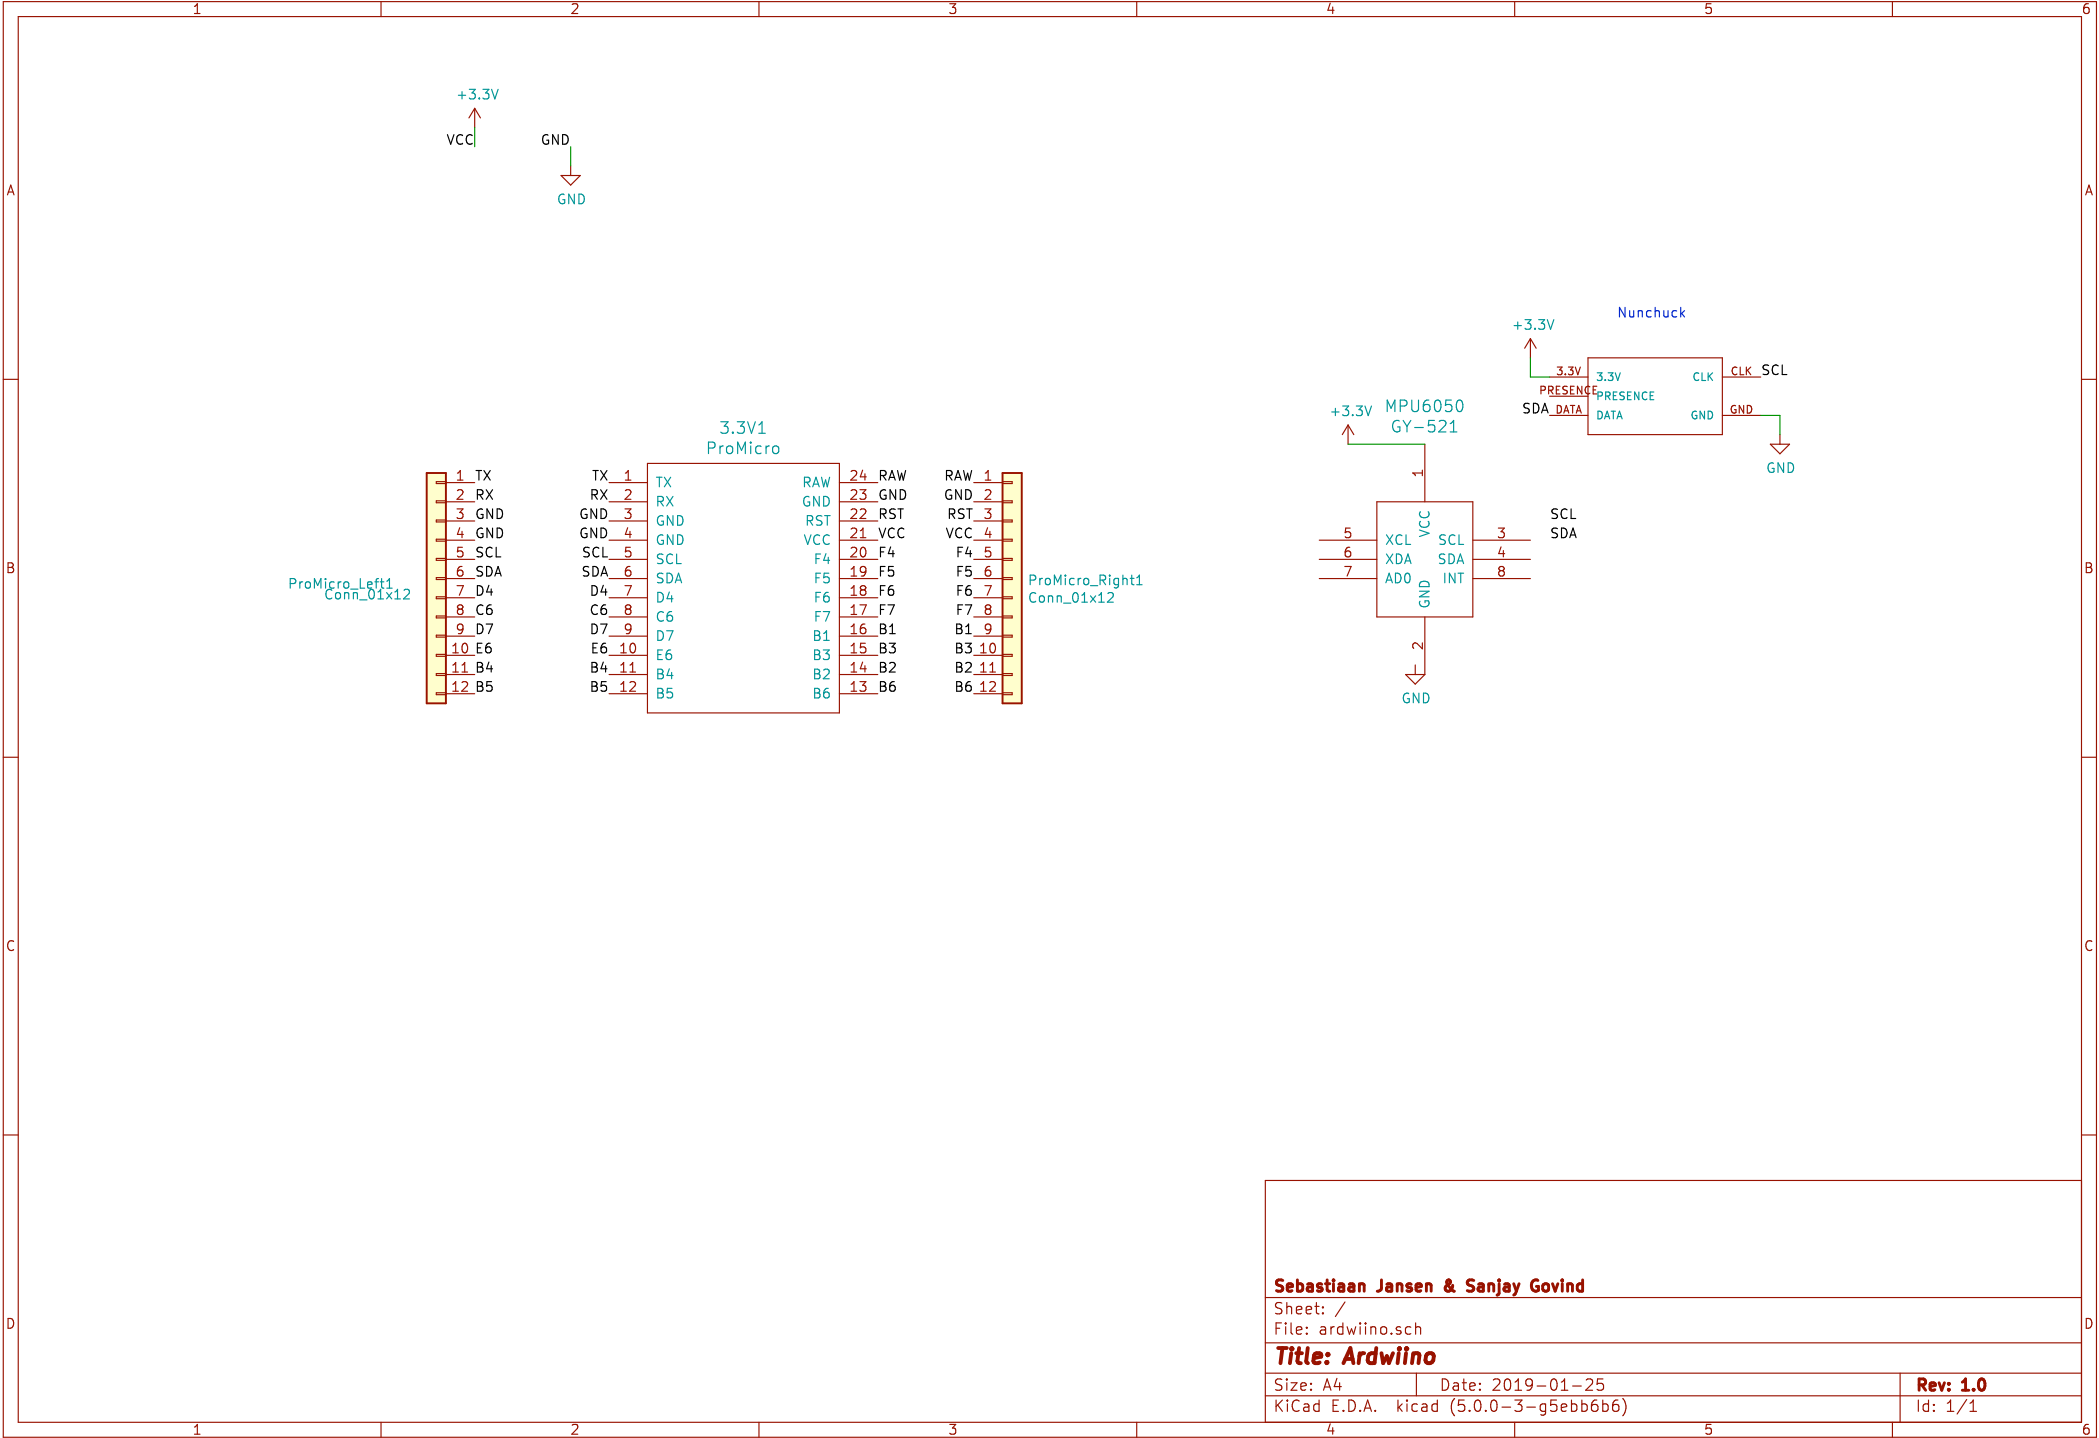 1 2 3 4 5 6
A A
B B
C C
D D
+3.3V
VCC
GND
GND
ProMicro_Left1
Conn_01x12
1 TX
2 RX
3 GND
4 GND
5 SCL
6 SDA
7 D4
8 C6
9 D7
10 E6
11 B4
12 B5
3.3V1
ProMicro
TX 1 TX RAW 24 RAW
RX 2 RX GND 23 GND
GND 3 GND RST 22 RST
GND 4 GND VCC 21 VCC
SCL 5 SCL F4 20 F4
SDA 6 SDA F5 19 F5
D4 7 D4 F6 18 F6
C6 8 C6 F7 17 F7
D7 9 D7 B1 16 B1
E6 10 E6 B3 15 B3
B4 11 B4 B2 14 B2
B5 12 B5 B6 13 B6
RAW 1
GND 2
RST 3
VCC 4
F4 5
F5 6
F6 7
F7 8
B1 9
B3 10
B2 11
B6 12
ProMicro_Right1
Conn_01x12
+3.3V
MPU6050
GY-521
1
VCC
5 XCL SCL 3
6 XDA SDA 4
7 AD0 INT 8
GND
2
GND
SCL
SDA
Nunchuck
+3.3V
3.3V 3.3V CLK CLK SCL
PRESENCE PRESENCE
SDA DATA DATA GND GND
GND
Sebastiaan Jansen & Sanjay Govind
Sheet: /
File: ardwiino.sch
Title: Ardwiino
Size: A4 Date: 2019-01-25 Rev: 1.0
KiCad E.D.A. kicad (5.0.0-3-g5ebb6b6) Id: 1/1
1 2 3 4 5 6